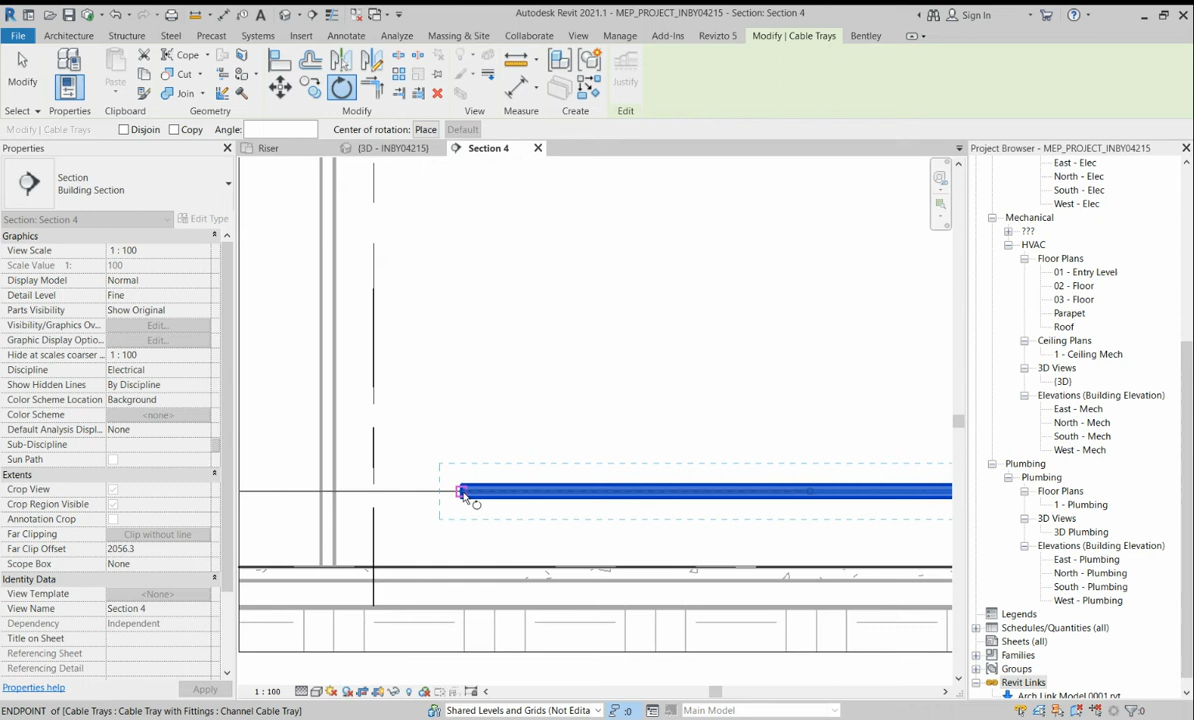 Autodesk Revit 2021.1 - MEP_PROJECT_INBY04215 - Section: Section 4
Sign In
File Architecture Structure Steel Precast Systems Insert Annotate Analyze Massing & Site Collaborate View Manage Add-Ins Revizto 5 Modify | Cable Trays Bentley
Modify
Paste
Cope
Cut
Join
Justify
Select Properties Clipboard Geometry Modify View Measure Create Edit
Modify | Cable Trays Disjoin Copy Angle: Center of rotation: Place Default
Properties
Riser
{3D - INBY04215}
Section 4
Project Browser - MEP_PROJECT_INBY04215
Section
Building Section
Section: Section 4 Edit Type
Graphics
View Scale 1 : 100
Scale Value 1: 100
Display Model Normal
Detail Level Fine
Parts Visibility Show Original
Visibility/Graphics Ov... Edit...
Graphic Display Optio... Edit...
Hide at scales coarser ... 1 : 100
Discipline Electrical
Show Hidden Lines By Discipline
Color Scheme Location Background
Color Scheme <none>
Default Analysis Displ... None
Sub-Discipline
Sun Path
Extents
Crop View
Crop Region Visible
Annotation Crop
Far Clipping Clip without line
Far Clip Offset 2056.3
Scope Box None
Identity Data
View Template <None>
View Name Section 4
Dependency Independent
Title on Sheet
Referencing Sheet
Referencing Detail
Properties help Apply
East - Elec
North - Elec
South - Elec
West - Elec
Mechanical
???
HVAC
Floor Plans
01 - Entry Level
02 - Floor
03 - Floor
Parapet
Roof
Ceiling Plans
1 - Ceiling Mech
3D Views
{3D}
Elevations (Building Elevation)
East - Mech
North - Mech
South - Mech
West - Mech
Plumbing
Plumbing
Floor Plans
1 - Plumbing
3D Views
3D Plumbing
Elevations (Building Elevation)
East - Plumbing
North - Plumbing
South - Plumbing
West - Plumbing
Legends
Schedules/Quantities (all)
Sheets (all)
Families
Groups
Revit Links
Arch Link Model 0001.rvt
1 : 100
ENDPOINT of [Cable Trays : Cable Tray with Fittings : Channel Cable Tray]
Shared Levels and Grids (Not Edita :0 Main Model :0